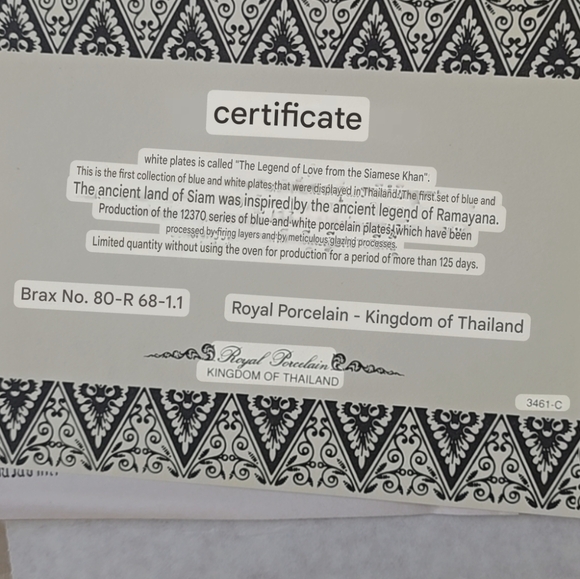 certificate
white plates is called "The Legend of Love from the Siamese Khan".
This is the first collection of blue and white plates that were displayed in Thailand. The first set of blue and
The ancient land of Siam was inspired by the ancient legend of Ramayana.
Production of the 12370 series of blue and white porcelain plates, which have been
processed by firing layers and by meticulous glazing processes.
Limited quantity without using the oven for production for a period of more than 125 days.
Brax No. 80-R 68-1.1
Royal Porcelain - Kingdom of Thailand
Royal Porcelain
KINGDOM OF THAILAND
3461-C